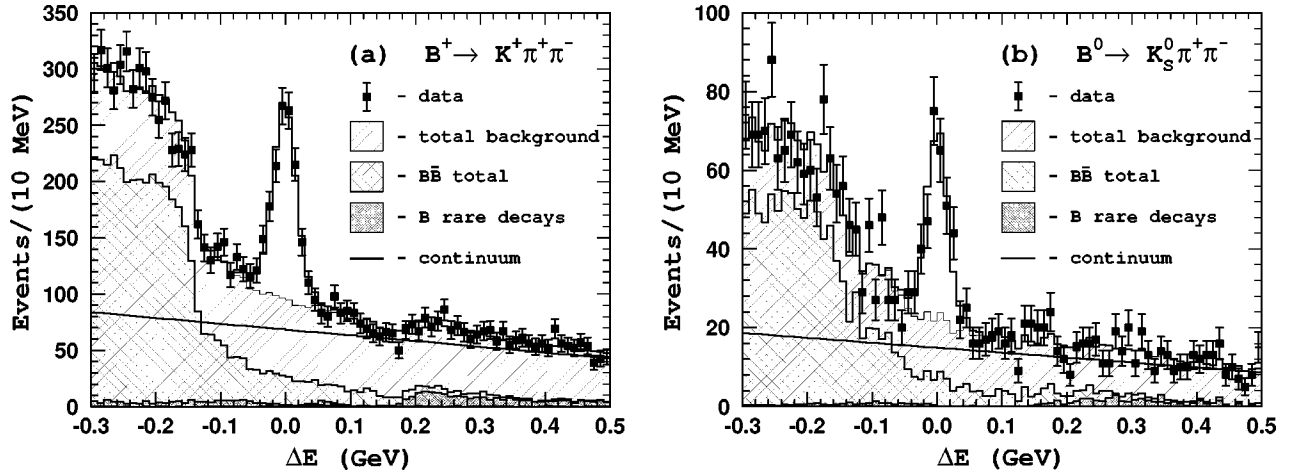 350
300
250
200
150
100
50
0
Events/(10 MeV)
(a) B⁺→ K⁺π⁺π⁻
- data
- total background
- BB̄ total
- B rare decays
- continuum
-0.3 -0.2 -0.1 0.0 0.1 0.2 0.3 0.4 0.5
ΔE (GeV)
100
80
60
40
20
0
Events/(10 MeV)
(b) B⁰→ K⁰_S π⁺π⁻
- data
- total background
- BB̄ total
- B rare decays
- continuum
-0.3 -0.2 -0.1 0.0 0.1 0.2 0.3 0.4 0.5
ΔE (GeV)